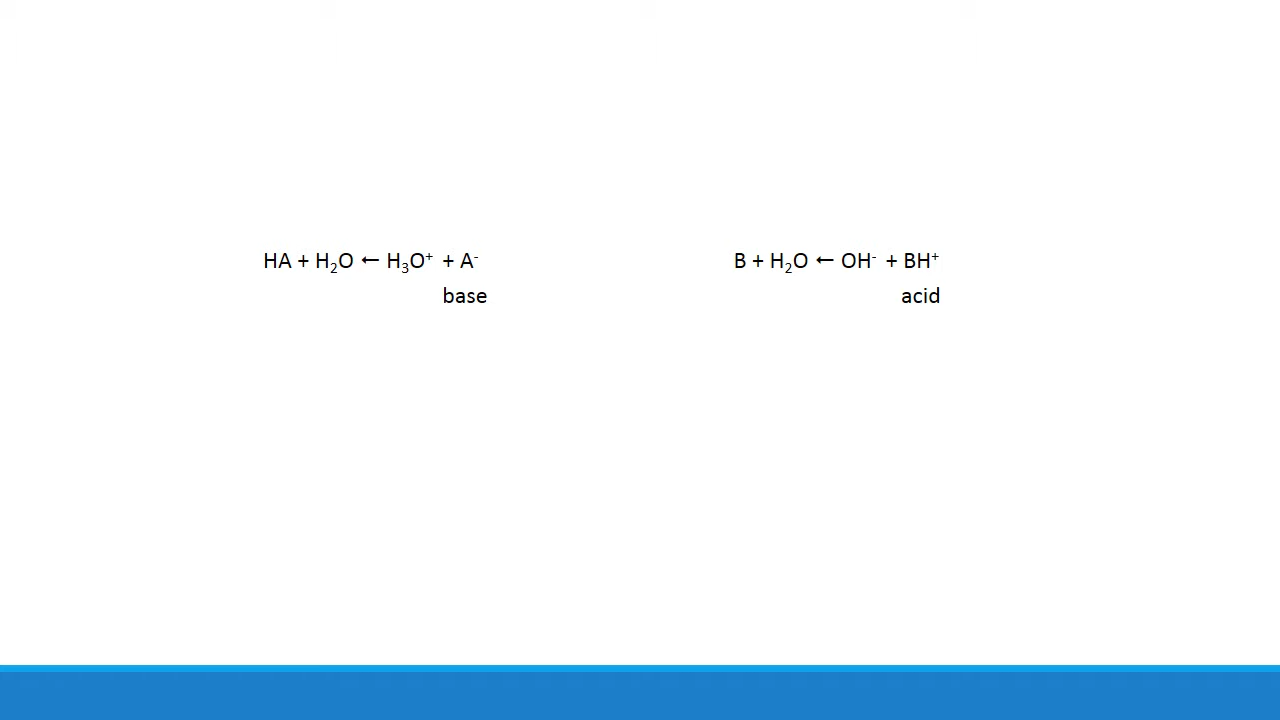 HA + H₂O ← H₃O⁺ + A⁻
base
B + H₂O ← OH⁻ + BH⁺
acid